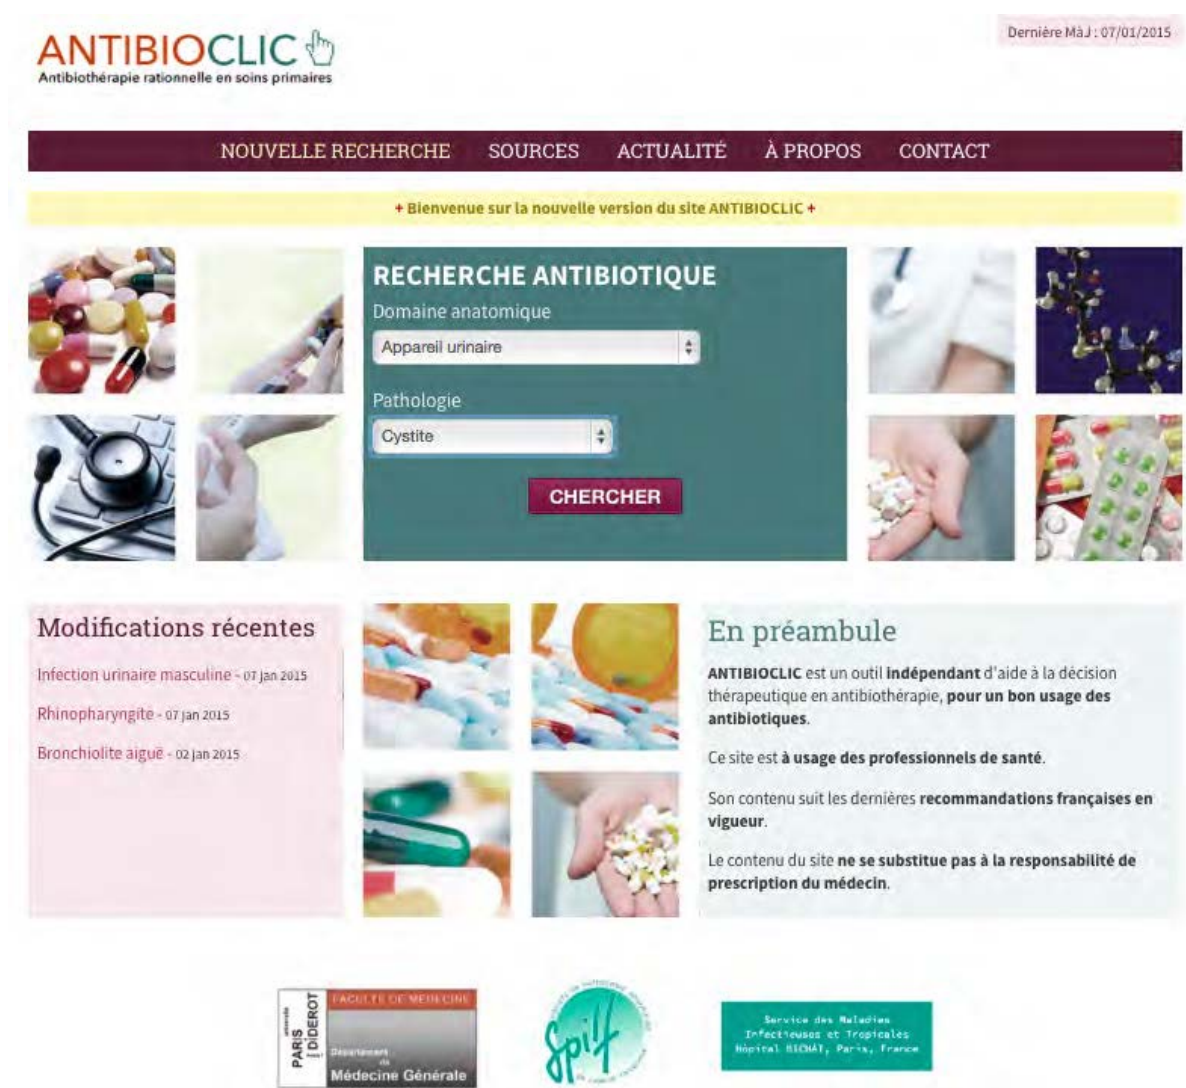 ANTIBIOCLIC
Antibiothérapie rationnelle en soins primaires
Dernière MàJ : 07/01/2015
NOUVELLE RECHERCHE SOURCES ACTUALITÉ À PROPOS CONTACT
+ Bienvenue sur la nouvelle version du site ANTIBIOCLIC +
RECHERCHE ANTIBIOTIQUE
Domaine anatomique
Appareil urinaire
Pathologie
Cystite
CHERCHER
Modifications récentes
Infection urinaire masculine - 07 jan 2015
Rhinopharyngite - 07 jan 2015
Bronchiolite aiguë - 02 jan 2015
En préambule
ANTIBIOCLIC est un outil indépendant d'aide à la décision
thérapeutique en antibiothérapie, pour un bon usage des
antibiotiques.
Ce site est à usage des professionnels de santé.
Son contenu suit les dernières recommandations françaises en
vigueur.
Le contenu du site ne se substitue pas à la responsabilité de
prescription du médecin.
université
PARIS
DIDEROT
FACULTE DE MEDECINE
Département
de
Médecine Générale
Spilf
Service des Maladies
Infectieuses et Tropicales
Hôpital BICHAT, Paris, France